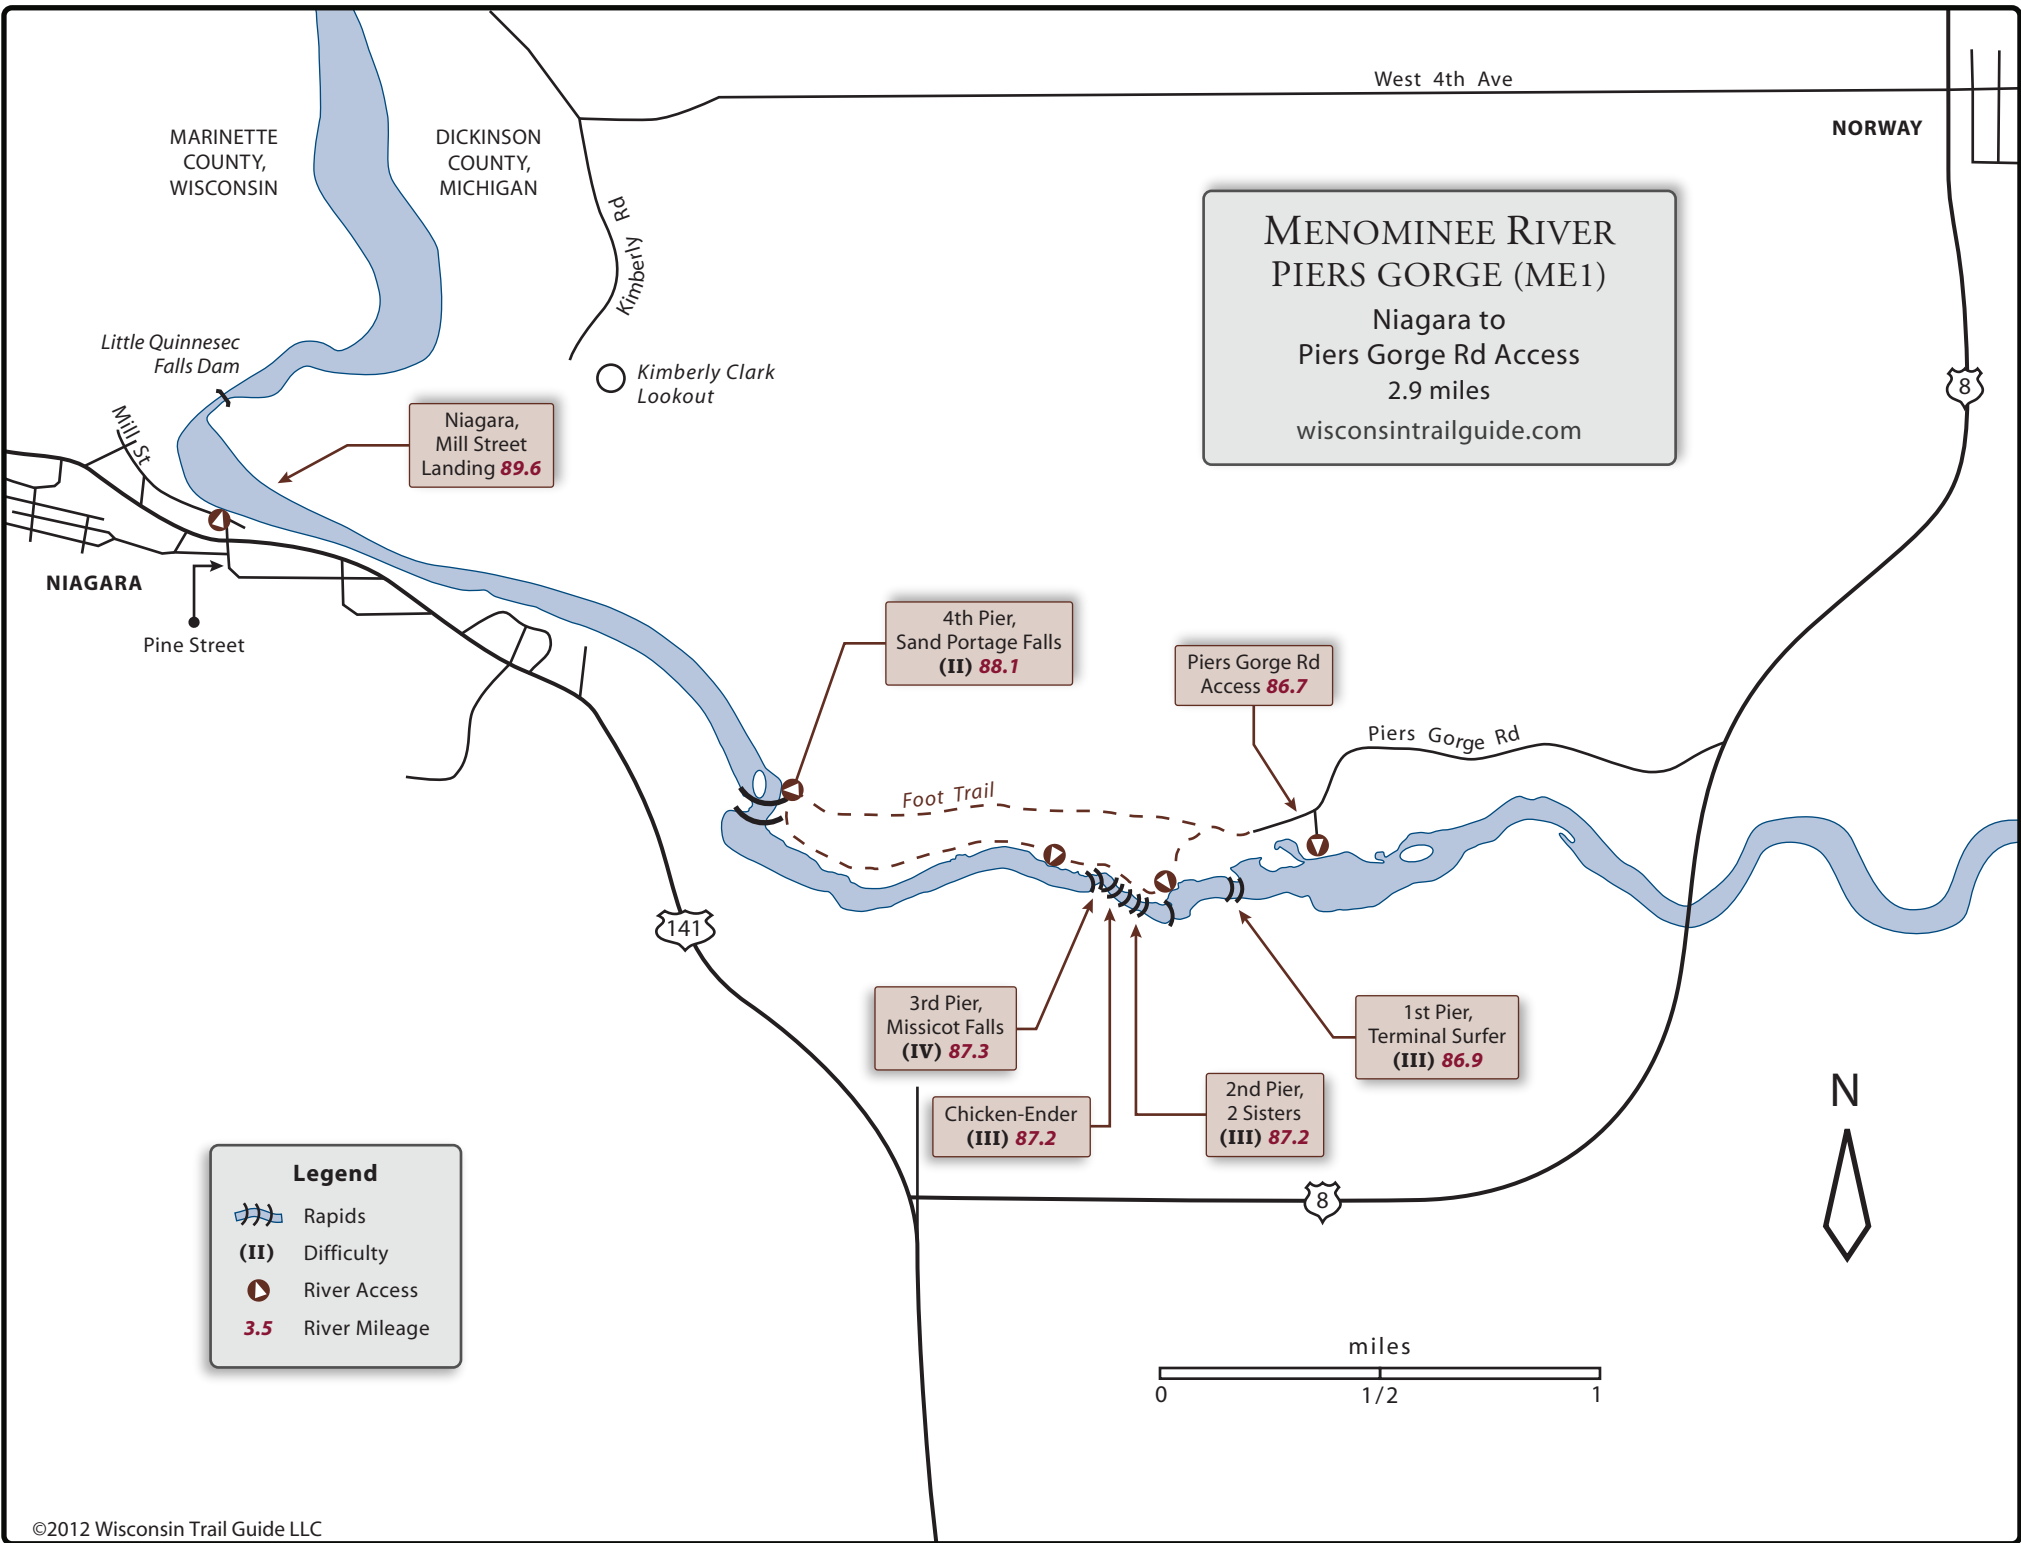 West 4th Ave
NORWAY
MARINETTE
COUNTY,
WISCONSIN
DICKINSON
COUNTY,
MICHIGAN
Kimberly Rd
MENOMINEE RIVER
PIERS GORGE (ME1)
Niagara to
Piers Gorge Rd Access
2.9 miles
wisconsintrailguide.com
8
Little Quinnesec
Falls Dam
Kimberly Clark
Lookout
Mill St
Niagara,
Mill Street
Landing 89.6
NIAGARA
Pine Street
4th Pier,
Sand Portage Falls
(II) 88.1
Piers Gorge Rd
Access 86.7
Piers Gorge Rd
Foot Trail
141
3rd Pier,
Missicot Falls
(IV) 87.3
1st Pier,
Terminal Surfer
(III) 86.9
Chicken-Ender
(III) 87.2
2nd Pier,
2 Sisters
(III) 87.2
N
8
Legend
Rapids
(II) Difficulty
River Access
3.5 River Mileage
miles
0 1/2 1
©2012 Wisconsin Trail Guide LLC